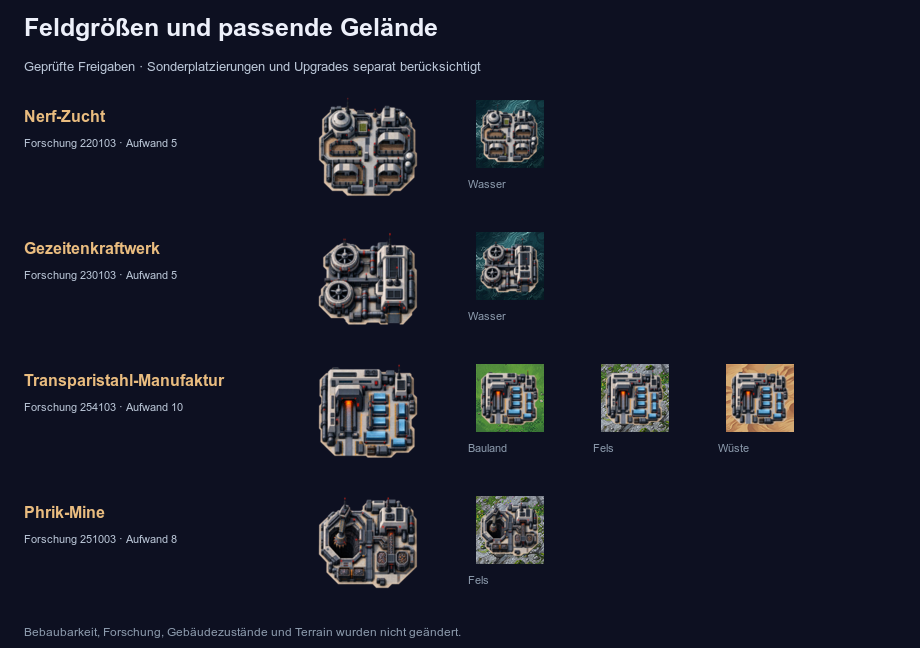 Feldgrößen und passende Gelände
Geprüfte Freigaben · Sonderplatzierungen und Upgrades separat berücksichtigt
Nerf-Zucht
Forschung 220103 · Aufwand 5
Wasser
Gezeitenkraftwerk
Forschung 230103 · Aufwand 5
Wasser
Transparistahl-Manufaktur
Forschung 254103 · Aufwand 10
Bauland
Fels
Wüste
Phrik-Mine
Forschung 251003 · Aufwand 8
Fels
Bebaubarkeit, Forschung, Gebäudezustände und Terrain wurden nicht geändert.